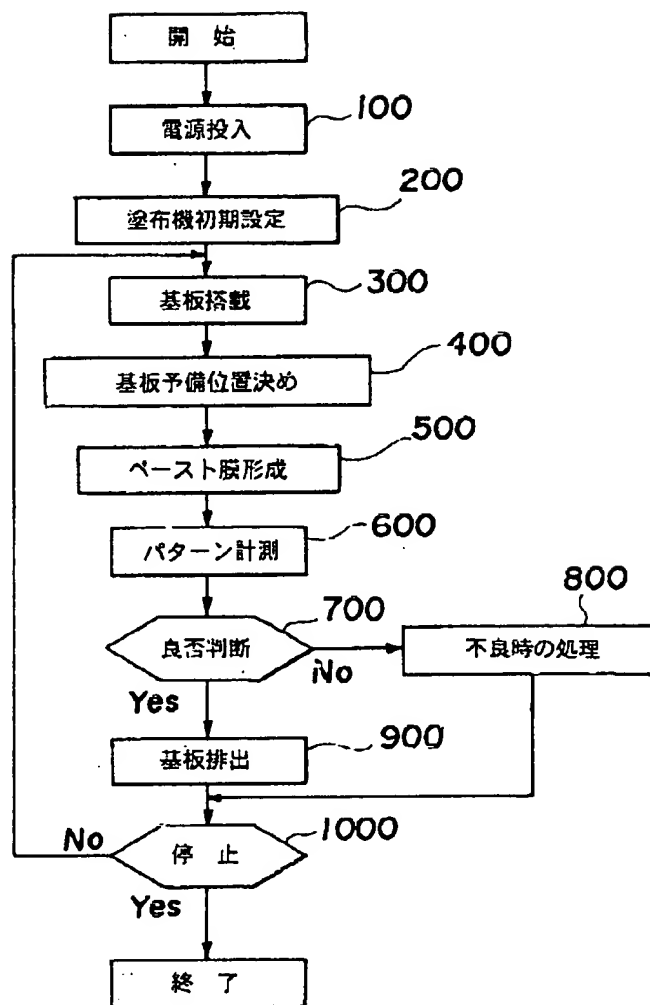 開 始
100
電源投入
200
塗布機初期設定
300
基板搭載
400
基板予備位置決め
500
ペースト膜形成
600
パターン計測
700
800
良否判断
不良時の処理
No
Yes
900
基板排出
1000
No
停 止
Yes
終 了